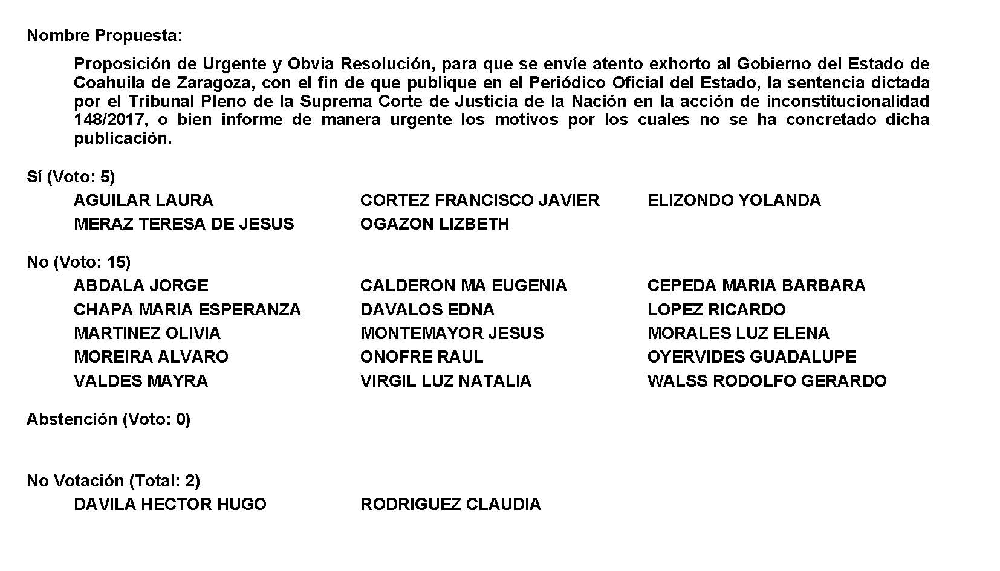 Nombre Propuesta:
Proposición de Urgente y Obvia Resolución, para que se envíe atento exhorto al Gobierno del Estado de
Coahuila de Zaragoza, con el fin de que publique en el Periódico Oficial del Estado, la sentencia dictada
por el Tribunal Pleno de la Suprema Corte de Justicia de la Nación en la acción de inconstitucionalidad
148/2017, o bien informe de manera urgente los motivos por los cuales no se ha concretado dicha
publicación.
Sí (Voto: 5)
AGUILAR LAURA CORTEZ FRANCISCO JAVIER ELIZONDO YOLANDA
MERAZ TERESA DE JESUS OGAZON LIZBETH
No (Voto: 15)
ABDALA JORGE CALDERON MA EUGENIA CEPEDA MARIA BARBARA
CHAPA MARIA ESPERANZA DAVALOS EDNA LOPEZ RICARDO
MARTINEZ OLIVIA MONTEMAYOR JESUS MORALES LUZ ELENA
MOREIRA ALVARO ONOFRE RAUL OYERVIDES GUADALUPE
VALDES MAYRA VIRGIL LUZ NATALIA WALSS RODOLFO GERARDO
Abstención (Voto: 0)
No Votación (Total: 2)
DAVILA HECTOR HUGO RODRIGUEZ CLAUDIA